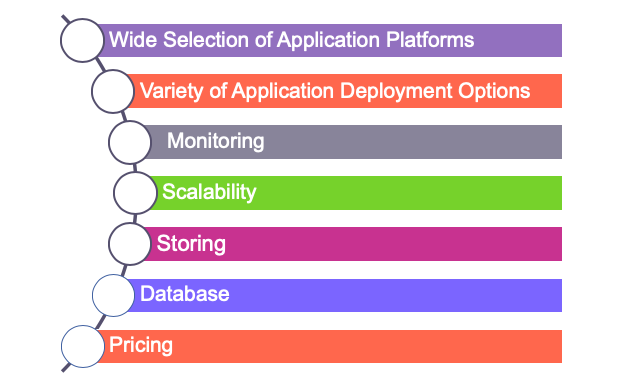 Wide Selection of Application Platforms
Variety of Application Deployment Options
Monitoring
Scalability
Storing
Database
Pricing